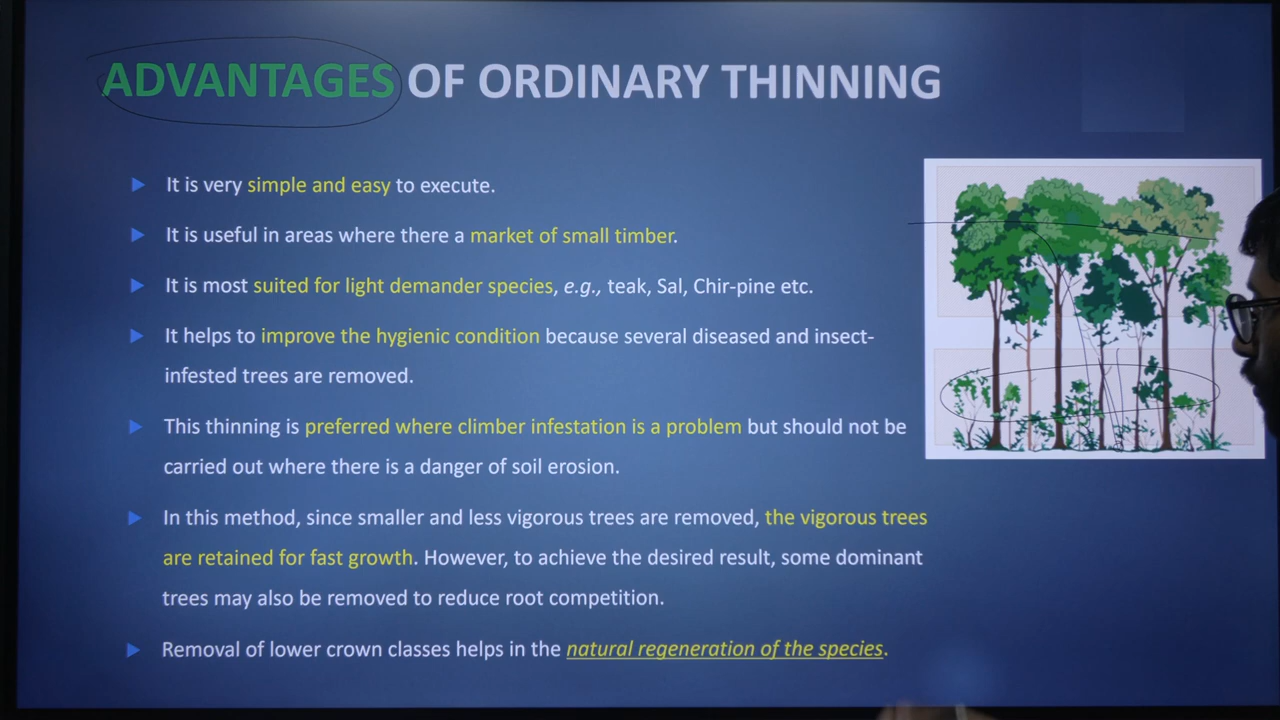 ADVANTAGES OF ORDINARY THINNING
It is very simple and easy to execute.
It is useful in areas where there a market of small timber.
It is most suited for light demander species, e.g., teak, Sal, Chir-pine etc.
It helps to improve the hygienic condition because several diseased and insect-
infested trees are removed.
This thinning is preferred where climber infestation is a problem but should not be
carried out where there is a danger of soil erosion.
In this method, since smaller and less vigorous trees are removed, the vigorous trees
are retained for fast growth. However, to achieve the desired result, some dominant
trees may also be removed to reduce root competition.
Removal of lower crown classes helps in the natural regeneration of the species.